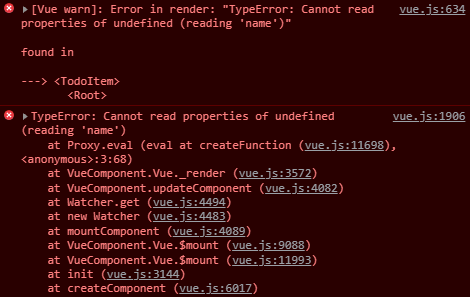 [Vue warn]: Error in render: "TypeError: Cannot read vue.js:634
properties of undefined (reading 'name')"
found in
---> <TodoItem>
<Root>
TypeError: Cannot read properties of undefined vue.js:1906
(reading 'name')
at Proxy.eval (eval at createFunction (vue.js:11698),
<anonymous>:3:68)
at VueComponent.Vue._render (vue.js:3572)
at VueComponent.updateComponent (vue.js:4082)
at Watcher.get (vue.js:4494)
at new Watcher (vue.js:4483)
at mountComponent (vue.js:4089)
at VueComponent.Vue.$mount (vue.js:9088)
at VueComponent.Vue.$mount (vue.js:11993)
at init (vue.js:3144)
at createComponent (vue.js:6017)